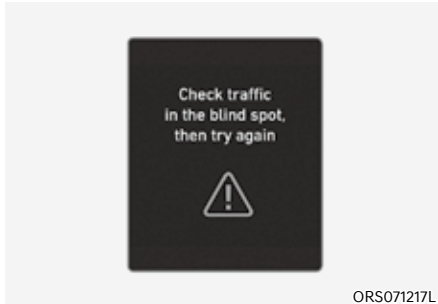 Check traffic
in the blind spot,
then try again
ORS071217L